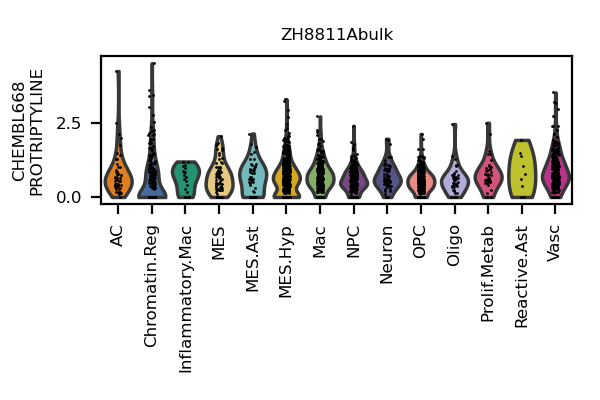 ZH8811Abulk
CHEMBL668
PROTRIPTYLINE
2.5
0.0
AC
Chromatin.Reg
Inflammatory.Mac
MES
MES.Ast
MES.Hyp
Mac
NPC
Neuron
OPC
Oligo
Prolif.Metab
Reactive.Ast
Vasc